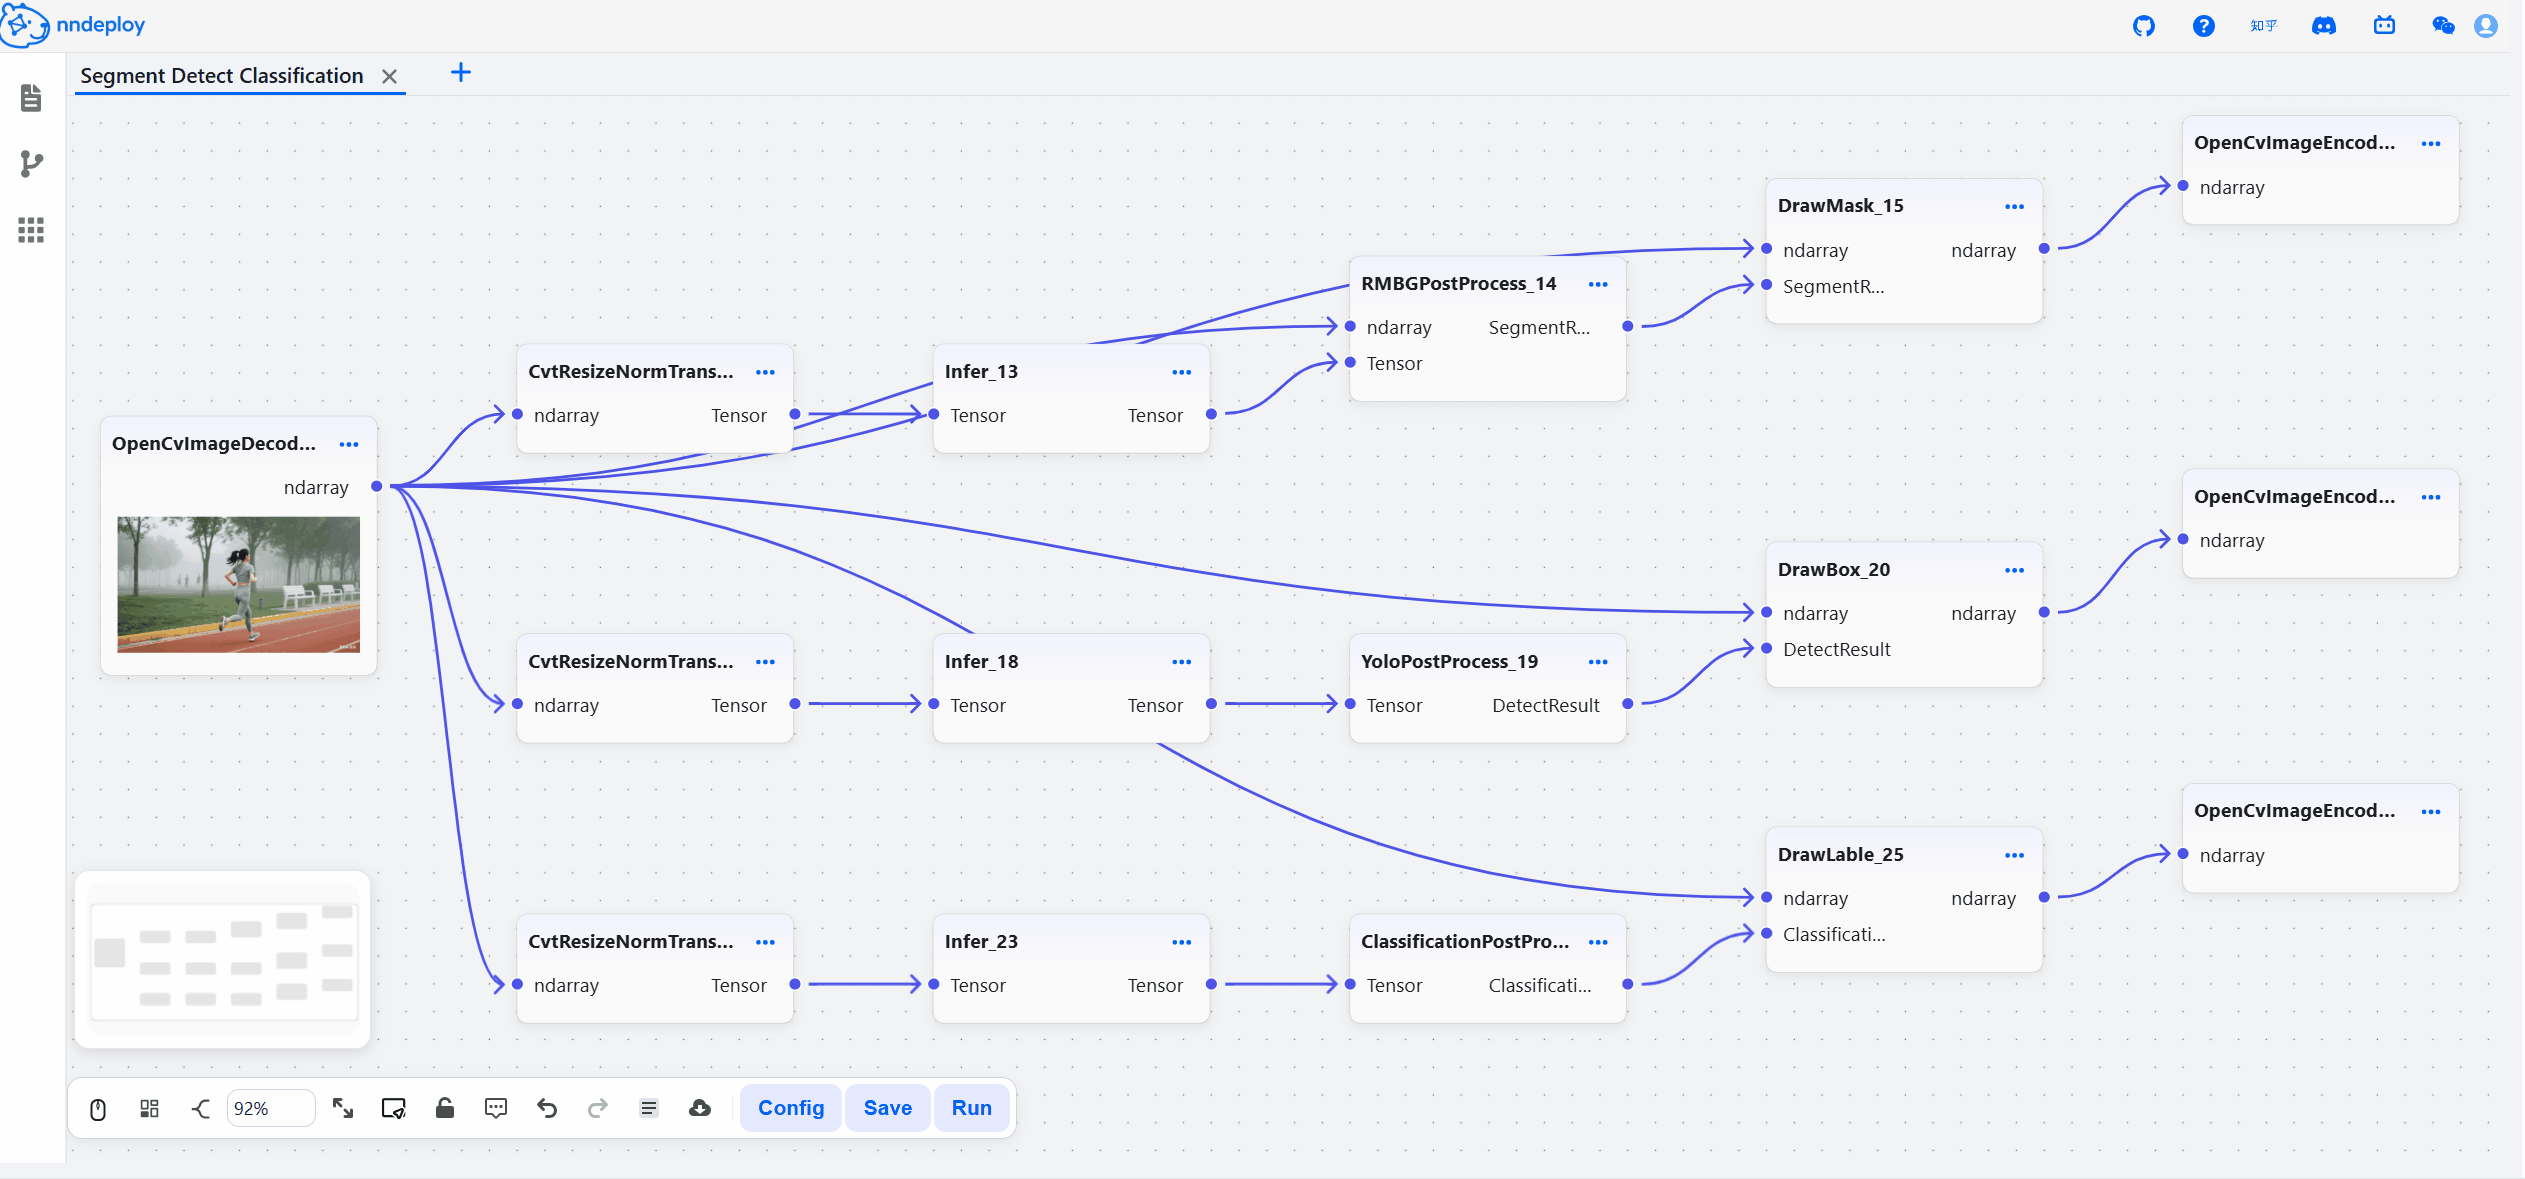 nndeploy
知乎
Segment Detect Classification
OpenCvImageDecod...
ndarray
CvtResizeNormTrans...
ndarray Tensor
Infer_13
Tensor Tensor
RMBGPostProcess_14
ndarray SegmentR...
Tensor
DrawMask_15
ndarray ndarray
SegmentR...
OpenCvImageEncod...
ndarray
CvtResizeNormTrans...
ndarray Tensor
Infer_18
Tensor Tensor
YoloPostProcess_19
Tensor DetectResult
DrawBox_20
ndarray ndarray
DetectResult
OpenCvImageEncod...
ndarray
CvtResizeNormTrans...
ndarray Tensor
Infer_23
Tensor Tensor
ClassificationPostPro...
Tensor Classificati...
DrawLable_25
ndarray ndarray
Classificati...
OpenCvImageEncod...
ndarray
92%
Config
Save
Run